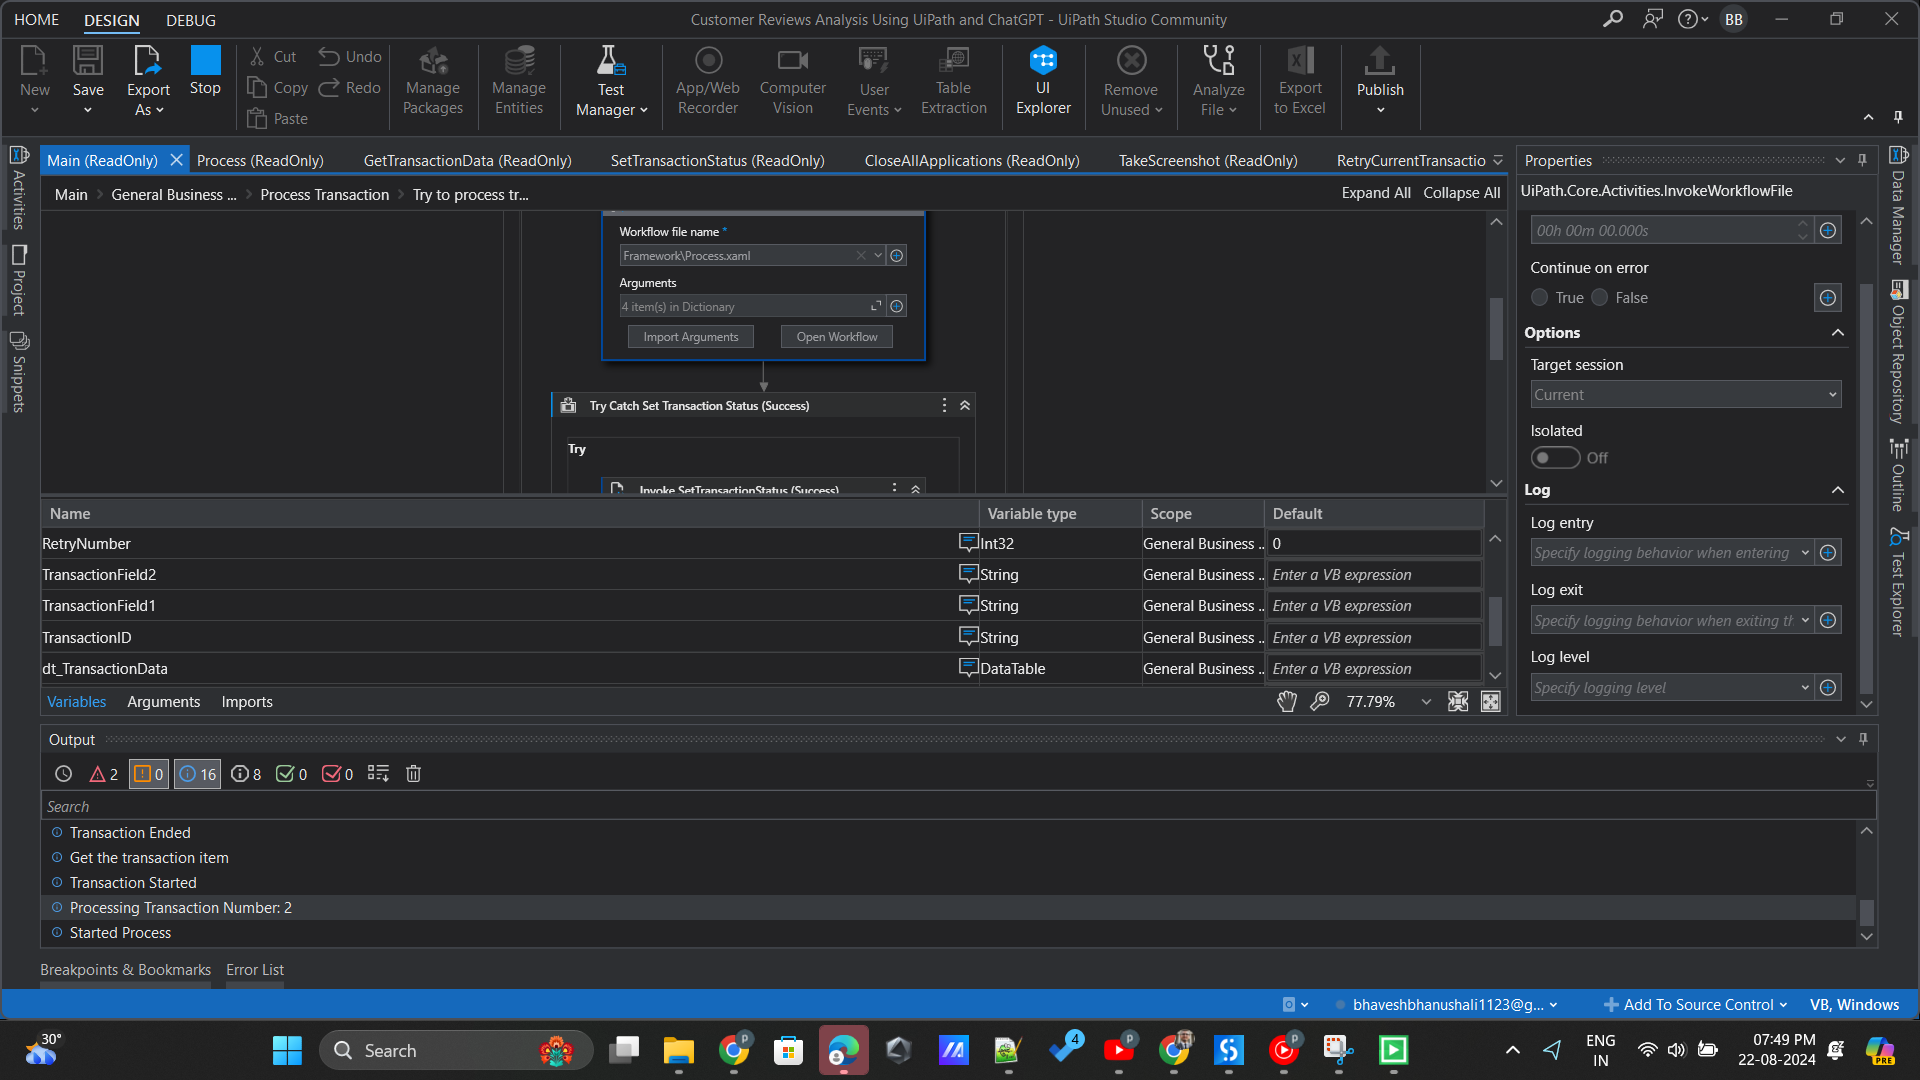 HOME DESIGN DEBUG
Customer Reviews Analysis Using UiPath and ChatGPT - UiPath Studio Community
BB
New
Save
Export As
Stop
Cut
Copy
Paste
Undo
Redo
Manage Packages
Manage Entities
Test Manager
App/Web Recorder
Computer Vision
User Events
Table Extraction
UI Explorer
Remove Unused
Analyze File
Export to Excel
Publish
Activities
Project
Snippets
Main (ReadOnly)
Process (ReadOnly)
GetTransactionData (ReadOnly)
SetTransactionStatus (ReadOnly)
CloseAllApplications (ReadOnly)
TakeScreenshot (ReadOnly)
RetryCurrentTransactio
Main > General Business ... > Process Transaction > Try to process tr...
Expand All Collapse All
Workflow file name *
Framework\Process.xaml
Arguments
4 item(s) in Dictionary
Import Arguments
Open Workflow
Try Catch Set Transaction Status (Success)
Try
Invoke SetTransactionStatus (Success)
Name Variable type Scope Default
RetryNumber Int32 General Business .. 0
TransactionField2 String General Business .. Enter a VB expression
TransactionField1 String General Business .. Enter a VB expression
TransactionID String General Business .. Enter a VB expression
dt_TransactionData DataTable General Business .. Enter a VB expression
Variables Arguments Imports
77.79%
Properties
UiPath.Core.Activities.InvokeWorkflowFile
00h 00m 00.000s
Continue on error
True False
Options
Target session
Current
Isolated
Off
Log
Log entry
Specify logging behavior when entering
Log exit
Specify logging behavior when exiting th
Log level
Specify logging level
Data Manager
Object Repository
Outline
Test Explorer
Output
2 0 16 8 0 0
Search
Transaction Ended
Get the transaction item
Transaction Started
Processing Transaction Number: 2
Started Process
Breakpoints & Bookmarks Error List
bhaveshbhanushali1123@g...
Add To Source Control
VB, Windows
30°
Search
P
4
P
P
PRE
ENG
IN
07:49 PM
22-08-2024